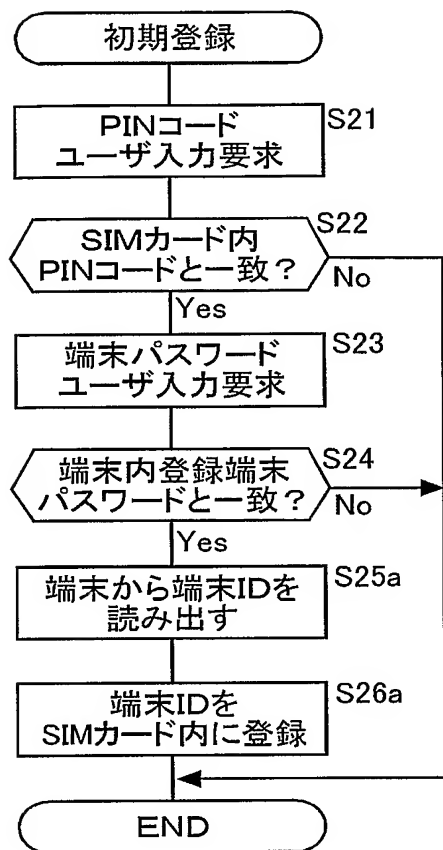 初期登録
PINコード
ユーザ入力要求
S21
SIMカード内
PINコードと一致?
S22
No
Yes
端末パスワード
ユーザ入力要求
S23
端末内登録端末
パスワードと一致?
S24
No
Yes
端末から端末IDを
読み出す
S25a
端末IDを
SIMカード内に登録
S26a
END